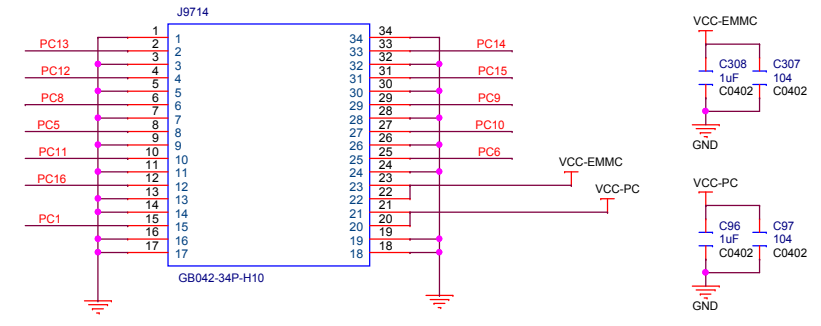 J9714
1 1 34 34
PC13 2 2 33 33 PC14
3 3 32 32
PC12 4 4 31 31 PC15
5 5 30 30
PC8 6 6 29 29 PC9
7 7 28 28
PC5 8 8 27 27 PC10
9 9 26 26
PC11 10 10 25 25 PC6
11 11 24 24
PC16 12 12 23 23 VCC-EMMC
13 13 22 22
14 14 21 21 VCC-PC
PC1 15 15 20 20
16 16 19 19
17 17 18 18
GB042-34P-H10
VCC-EMMC
C308 C307
1uF 104
C0402 C0402
GND
VCC-PC
C96 C97
1uF 104
C0402 C0402
GND